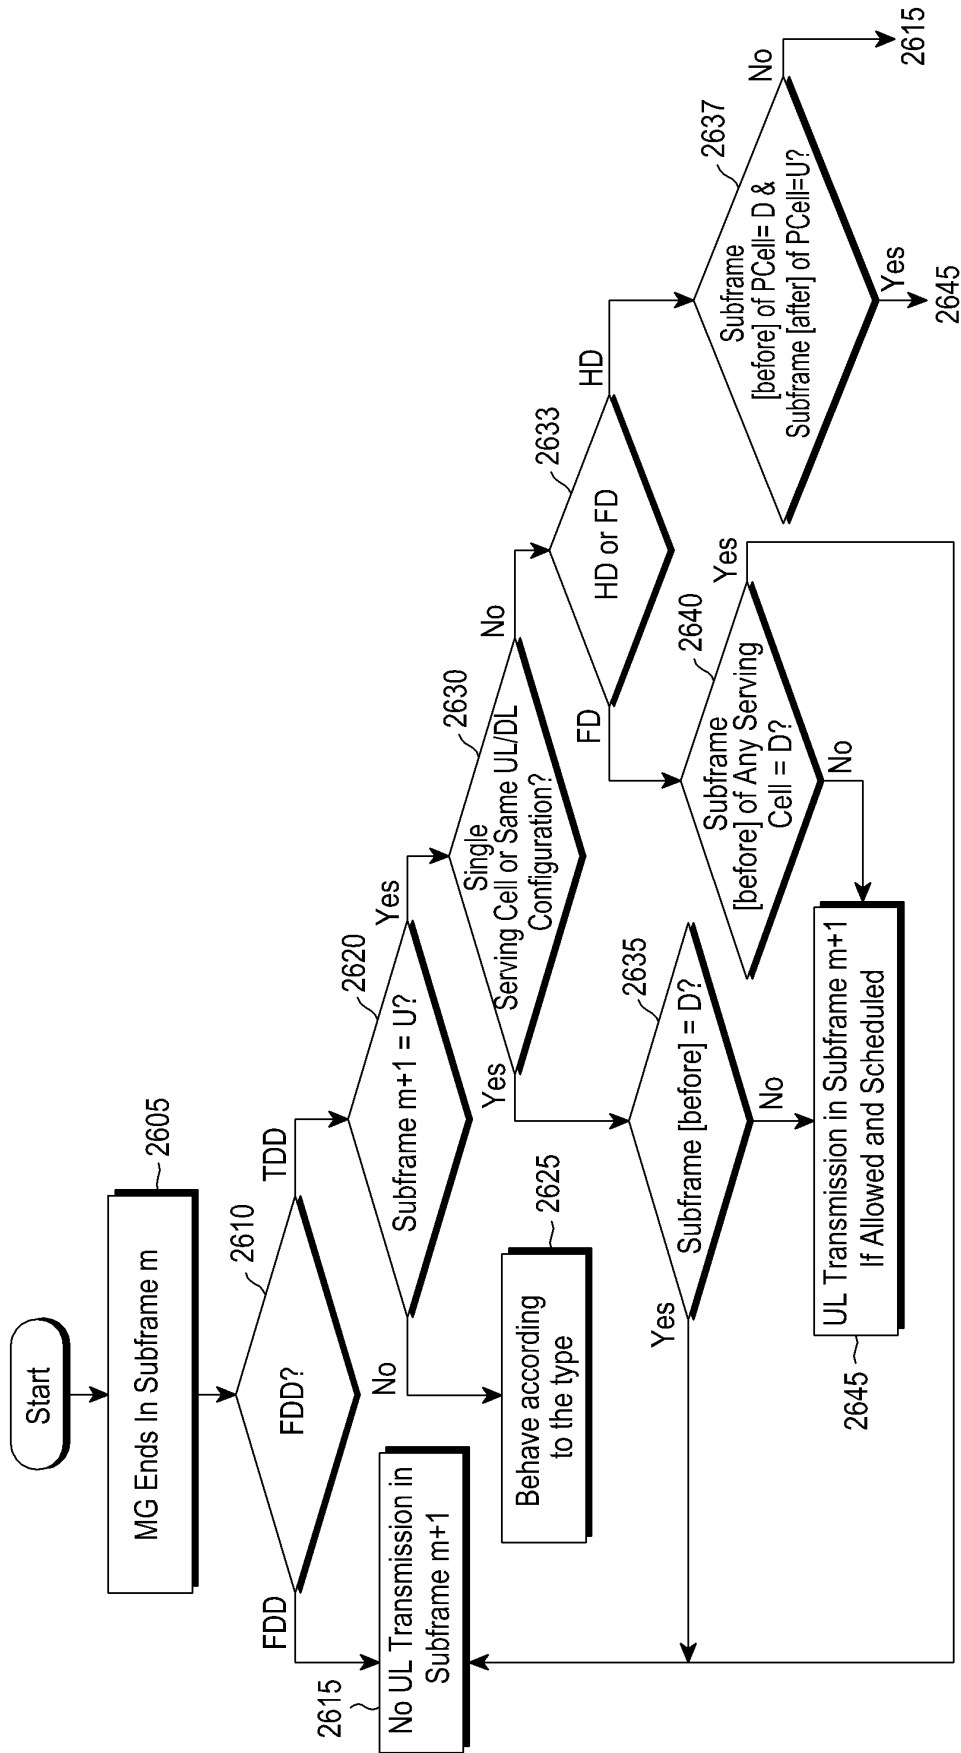 Start
MG Ends In Subframe m
2605
FDD?
2610
FDD
TDD
2615
No UL Transmission in
Subframe m+1
Subframe m+1 = U?
2620
No
Yes
Behave according
to the type
2625
Single
Serving Cell or Same UL/DL
Configuration?
2630
Yes
No
HD or FD
2633
FD
HD
Subframe [before] = D?
2635
Yes
No
Subframe
[before] of Any Serving
Cell = D?
2640
Yes
No
Subframe
[before] of PCell= D &
Subframe [after] of PCell=U?
2637
No
2615
Yes
2645
UL Transmission in Subframe m+1
If Allowed and Scheduled
2645